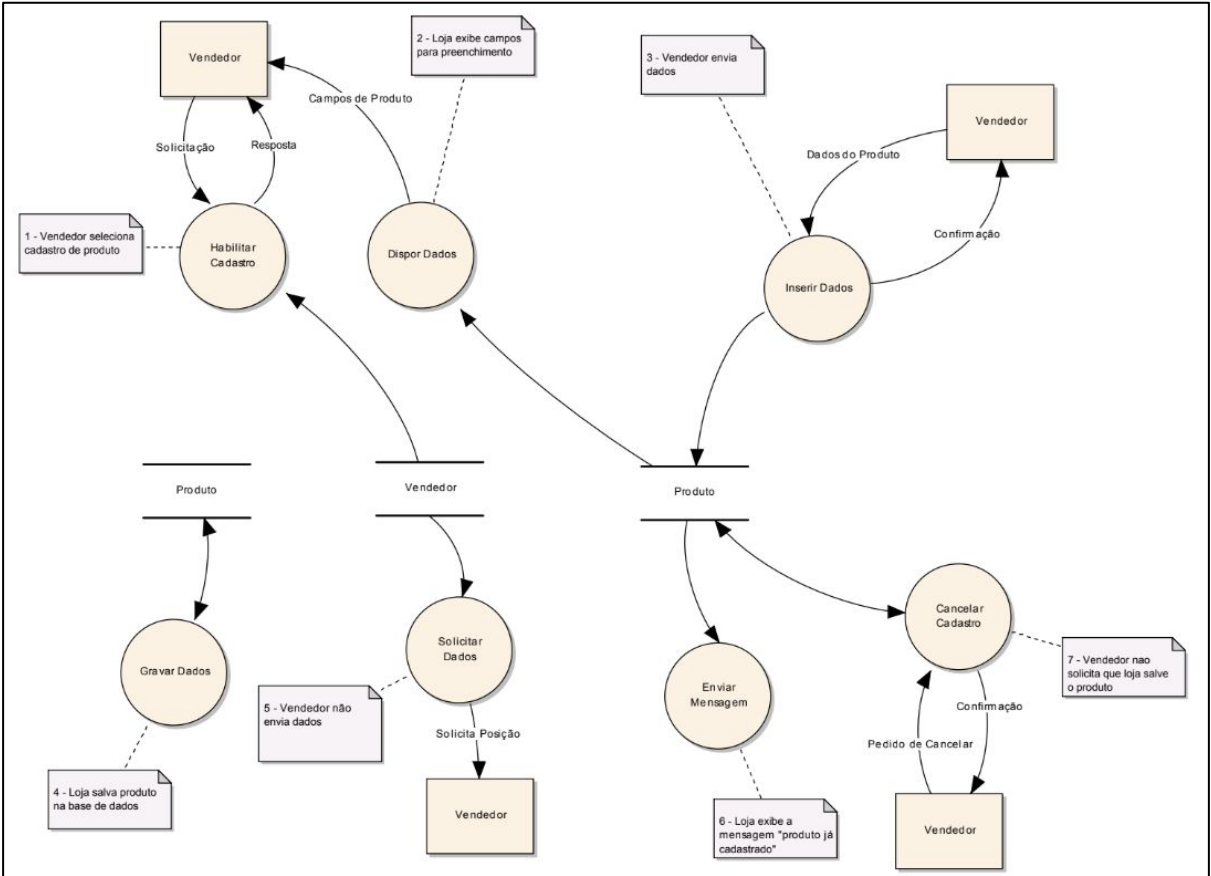 2 - Loja exibe campos
para preenchimento
Vendedor
3 - Vendedor envia
dados
Campos de Produto
Vendedor
Solicitação
Resposta
Dados do Produto
1 - Vendedor seleciona
cadastro de produto
Habilitar
Cadastro
Dispor Dados
Confirmação
Inserir Dados
Produto
Vendedor
Produto
Gravar Dados
Solicitar
Dados
Cancelar
Cadastro
7 - Vendedor nao
solicita que loja salve
o produto
5 - Vendedor não
envia dados
Enviar
Mensagem
Confirmação
Solicita Posição
Pedido de Cancelar
4 - Loja salva produto
na base de dados
Vendedor
6 - Loja exibe a
mensagem "produto já
cadastrado"
Vendedor